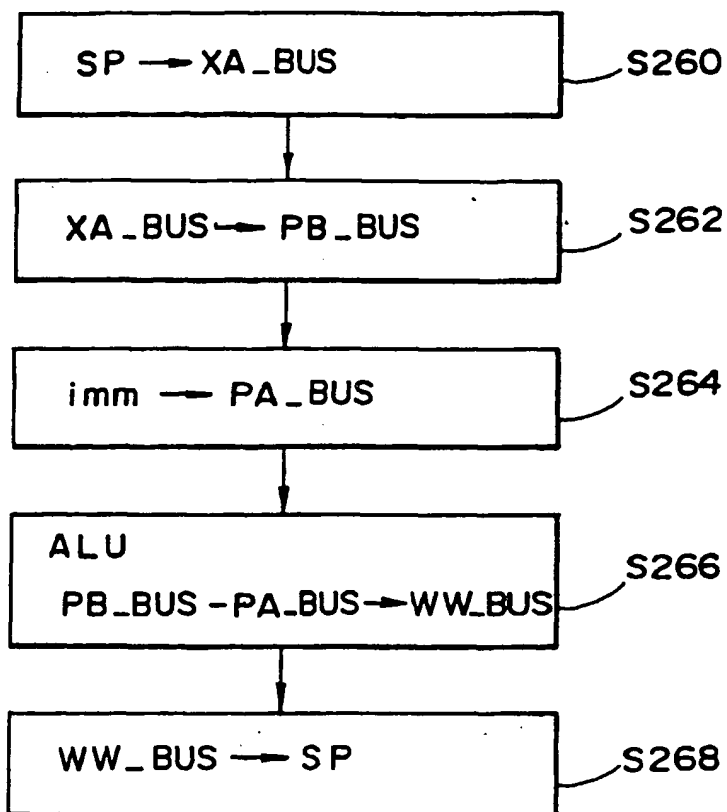 SP → XA_BUS
S260
XA_BUS → PB_BUS
S262
imm → PA_BUS
S264
ALU
PB_BUS - PA_BUS → WW_BUS
S266
WW_BUS → SP
S268